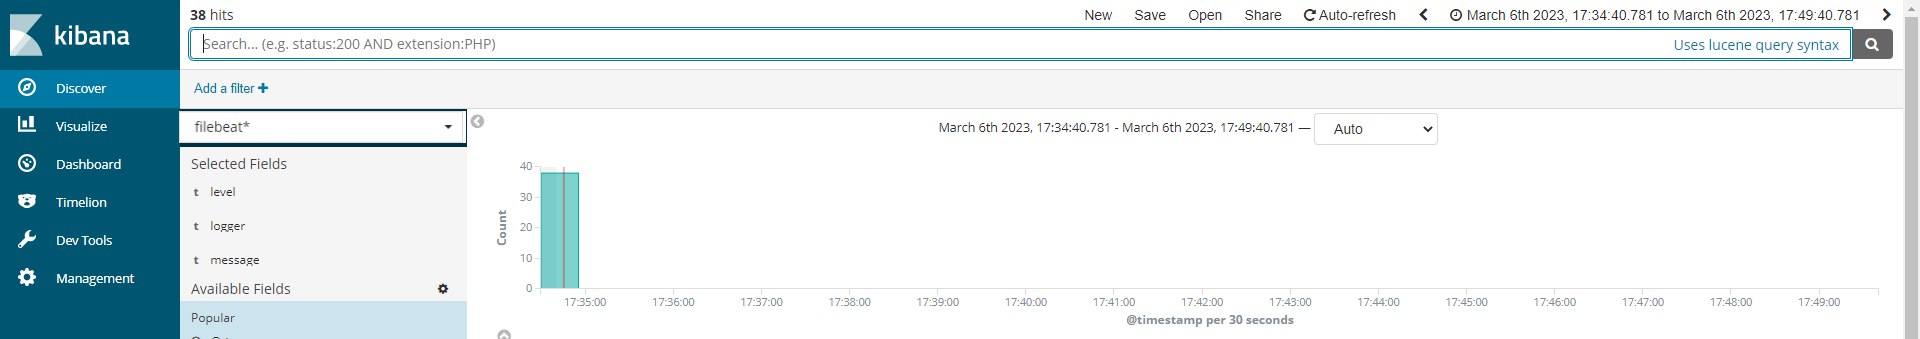 kibana
Discover
Visualize
Dashboard
Timelion
Dev Tools
Management
38 hits
New Save Open Share Auto-refresh March 6th 2023, 17:34:40.781 to March 6th 2023, 17:49:40.781
Search... (e.g. status:200 AND extension:PHP) Uses lucene query syntax
Add a filter
filebeat*
Selected Fields
t level
t logger
t message
Available Fields
Popular
March 6th 2023, 17:34:40.781 - March 6th 2023, 17:49:40.781 — Auto
Count
40
30
20
10
0
17:35:00 17:36:00 17:37:00 17:38:00 17:39:00 17:40:00 17:41:00 17:42:00 17:43:00 17:44:00 17:45:00 17:46:00 17:47:00 17:48:00 17:49:00
@timestamp per 30 seconds